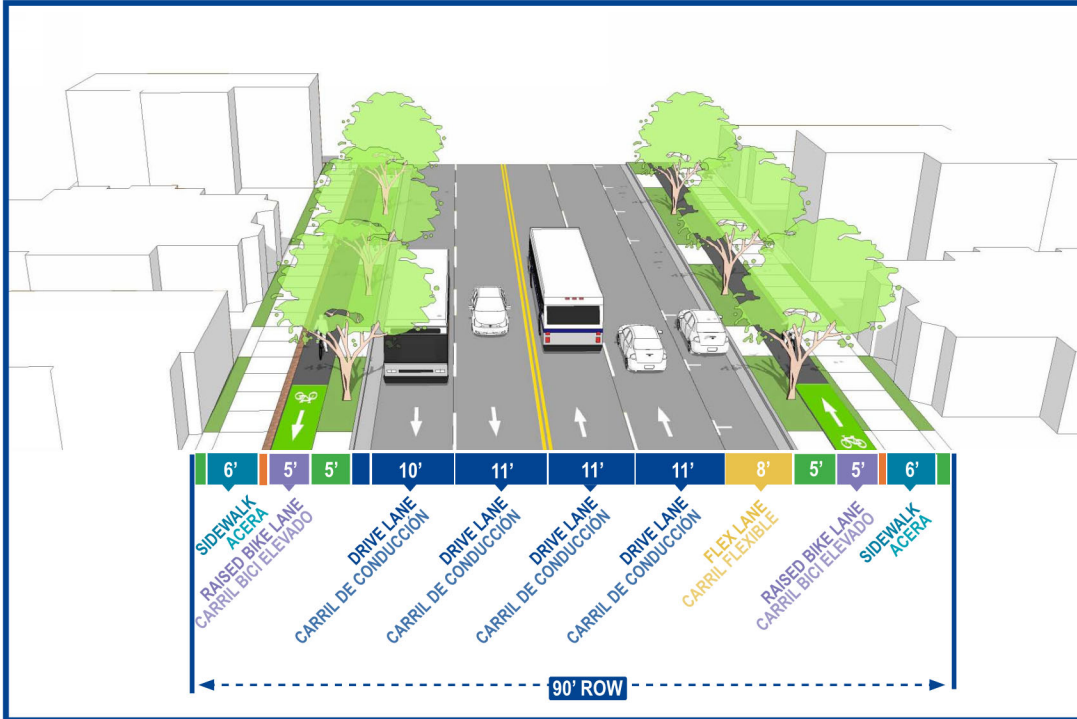 6'
5'
5'
10'
11'
11'
11'
8'
5'
5'
6'
SIDEWALK
ACERA
RAISED BIKE LANE
CARRIL BICI ELEVADO
DRIVE LANE
CARRIL DE CONDUCCIÓN
DRIVE LANE
CARRIL DE CONDUCCIÓN
DRIVE LANE
CARRIL DE CONDUCCIÓN
DRIVE LANE
CARRIL DE CONDUCCIÓN
FLEX LANE
CARRIL FLEXIBLE
RAISED BIKE LANE
CARRIL BICI ELEVADO
SIDEWALK
ACERA
90' ROW